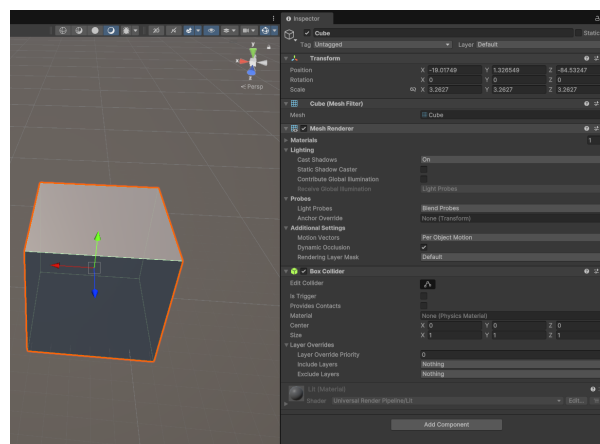 Inspector
Cube
Static
Tag Untagged Layer Default
Transform
Position X -19.01749 Y 1.326549 Z -84.53247
Rotation X 0 Y 0 Z 0
Scale X 3.2627 Y 3.2627 Z 3.2627
Cube (Mesh Filter)
Mesh Cube
Mesh Renderer
Materials 1
Lighting
Cast Shadows On
Static Shadow Caster
Contribute Global Illumination
Receive Global Illumination Light Probes
Probes
Light Probes Blend Probes
Anchor Override None (Transform)
Additional Settings
Motion Vectors Per Object Motion
Dynamic Occlusion
Rendering Layer Mask Default
Box Collider
Edit Collider
Is Trigger
Provides Contacts
Material None (Physics Material)
Center X 0 Y 0 Z 0
Size X 1 Y 1 Z 1
Layer Overrides
Layer Override Priority 0
Include Layers Nothing
Exclude Layers Nothing
Lit (Material)
Shader Universal Render Pipeline/Lit Edit...
Add Component
y
x
z
< Persp